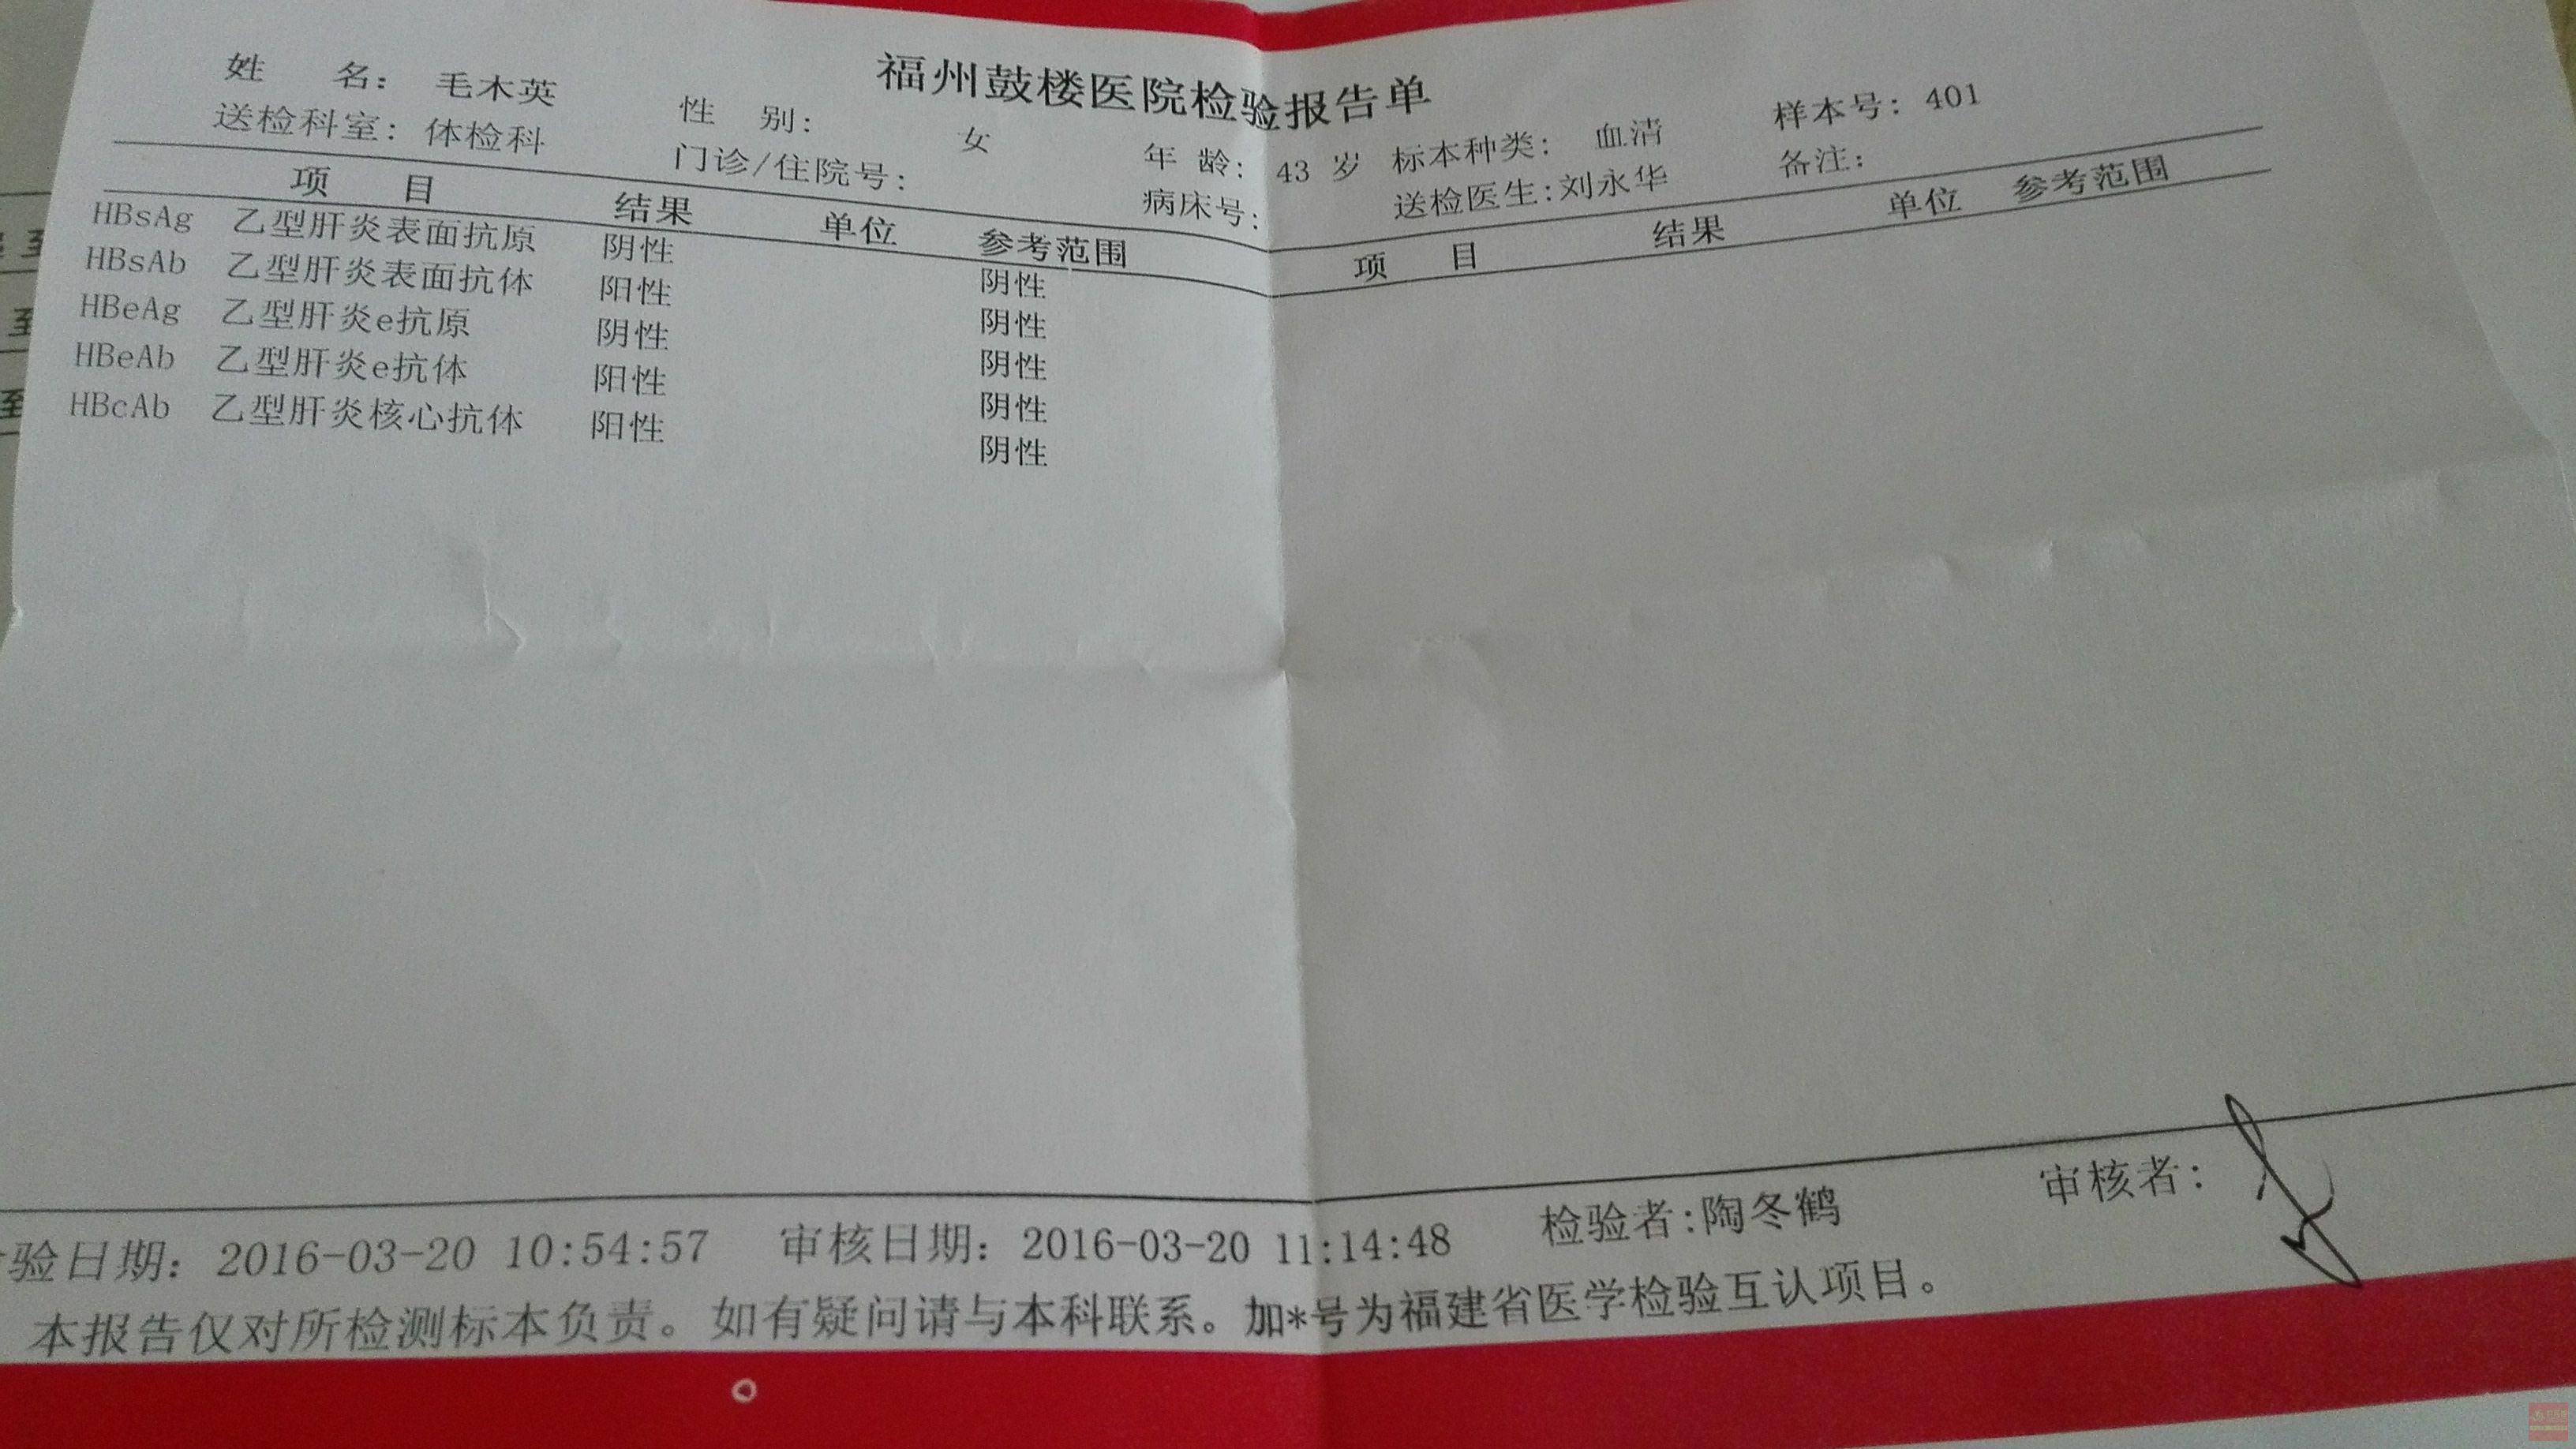 福州鼓楼医院检验报告单
姓 名: 毛木英 性 别: 女 年 龄: 43 岁 标本种类: 血清 样本号: 401
送检科室: 体检科 门诊/住院号: 病床号: 送检医生:刘永华 备注:
项 目 结果 单位 参考范围 项 目 结果 单位 参考范围
HBsAg 乙型肝炎表面抗原 阴性 阴性
HBsAb 乙型肝炎表面抗体 阳性 阴性
HBeAg 乙型肝炎e抗原 阴性 阴性
HBeAb 乙型肝炎e抗体 阳性 阴性
HBcAb 乙型肝炎核心抗体 阳性 阴性
验日期: 2016-03-20 10:54:57 审核日期: 2016-03-20 11:14:48 检验者:陶冬鹤 审核者:
本报告仅对所检测标本负责。如有疑问请与本科联系。加*号为福建省医学检验互认项目。
至
至
至